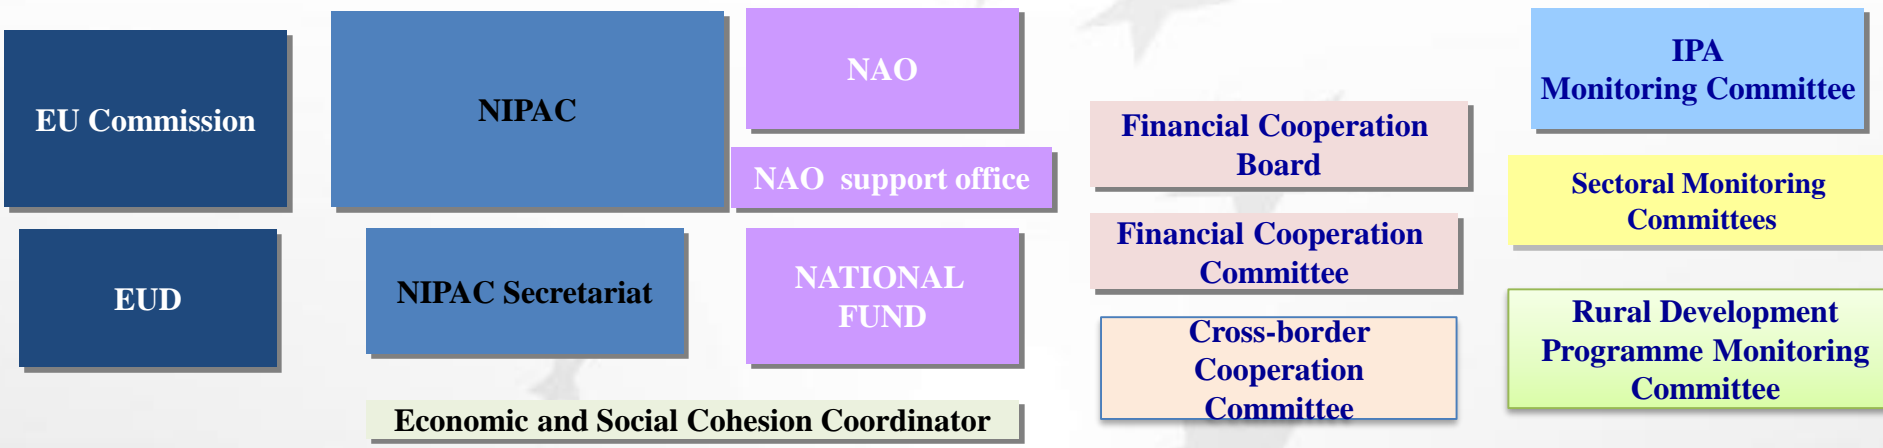 EU Commission
EUD
NIPAC
NIPAC Secretariat
NAO
NAO support office
NATIONAL
FUND
Economic and Social Cohesion Coordinator
Financial Cooperation
Board
Financial Cooperation
Committee
Cross-border
Cooperation
Committee
IPA
Monitoring Committee
Sectoral Monitoring
Committees
Rural Development
Programme Monitoring
Committee